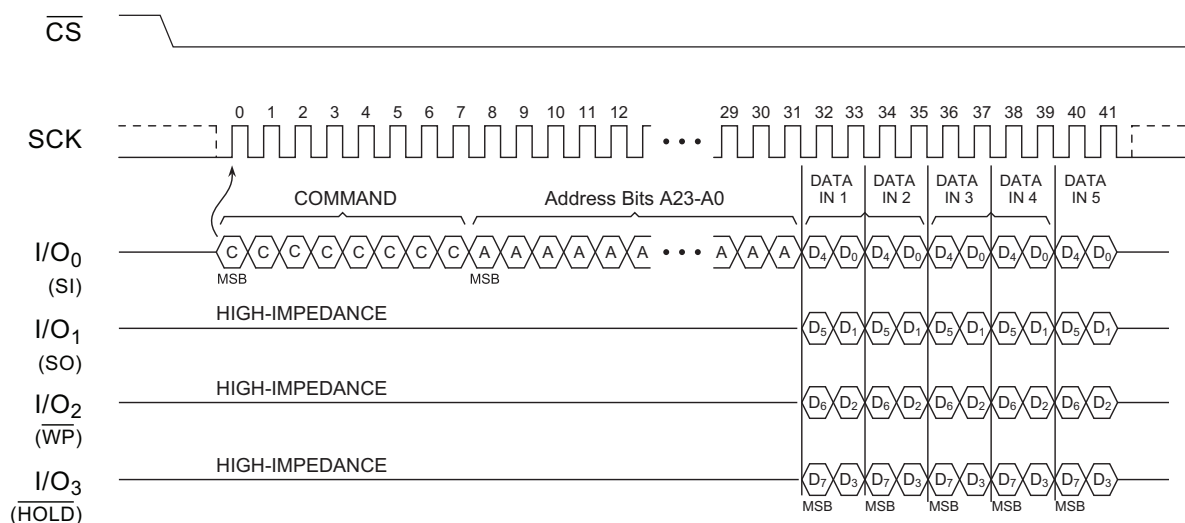 CS
SCK
0 1 2 3 4 5 6 7 8 9 10 11 12 • • • 29 30 31 32 33 34 35 36 37 38 39 40 41
COMMAND Address Bits A23-A0
DATA IN 1
DATA IN 2
DATA IN 3
DATA IN 4
DATA IN 5
I/O0
(SI)
C C C C C C C C A A A A A A • • • A A A D4 D0 D4 D0 D4 D0 D4 D0 D4 D0
MSB MSB
I/O1
(SO)
HIGH-IMPEDANCE
D5 D1 D5 D1 D5 D1 D5 D1 D5 D1
I/O2
(WP)
HIGH-IMPEDANCE
D6 D2 D6 D2 D6 D2 D6 D2 D6 D2
I/O3
(HOLD)
HIGH-IMPEDANCE
D7 D3 D7 D3 D7 D3 D7 D3 D7 D3
MSB MSB MSB MSB MSB